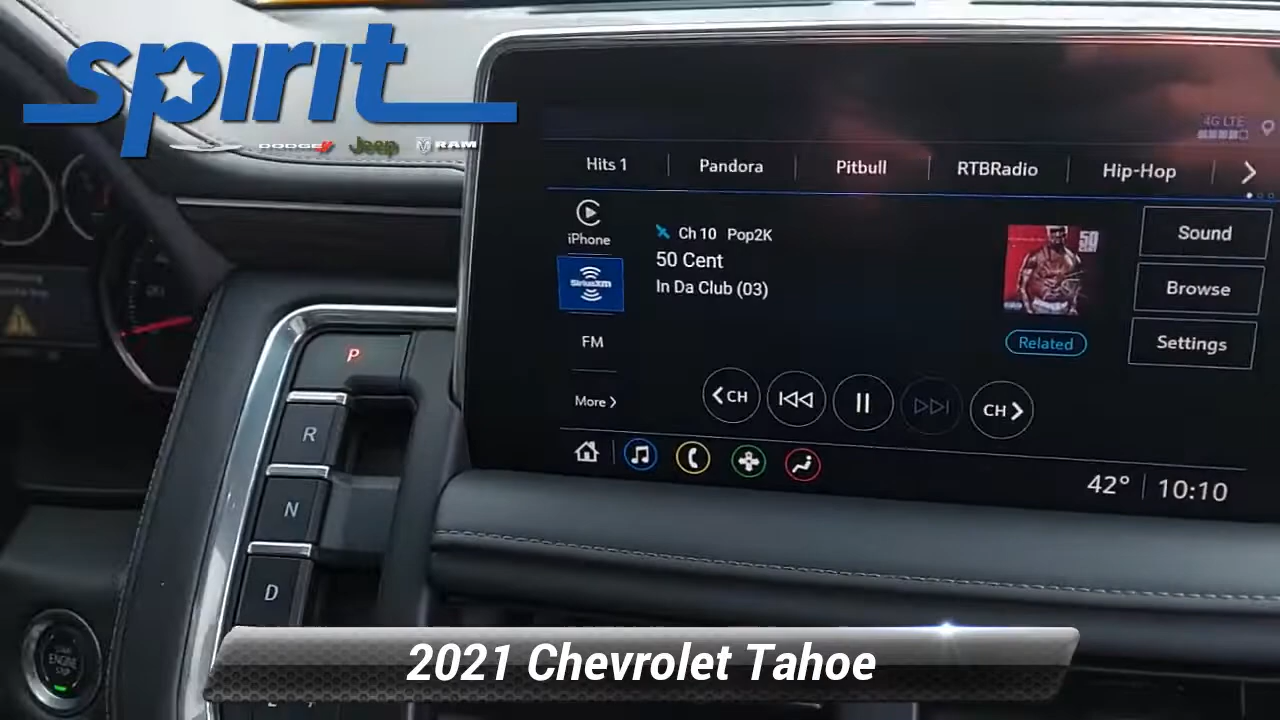 spirit
DODGE Jeep RAM
4G LTE
Hits 1 Pandora Pitbull RTBRadio Hip-Hop
iPhone
Ch 10 Pop2K
50 Cent
In Da Club (03)
50
Sound
Browse
Settings
SiriusXM
Related
FM
More
CH
CH
42° 10:10
P
R
N
D
ENGINE
2021 Chevrolet Tahoe